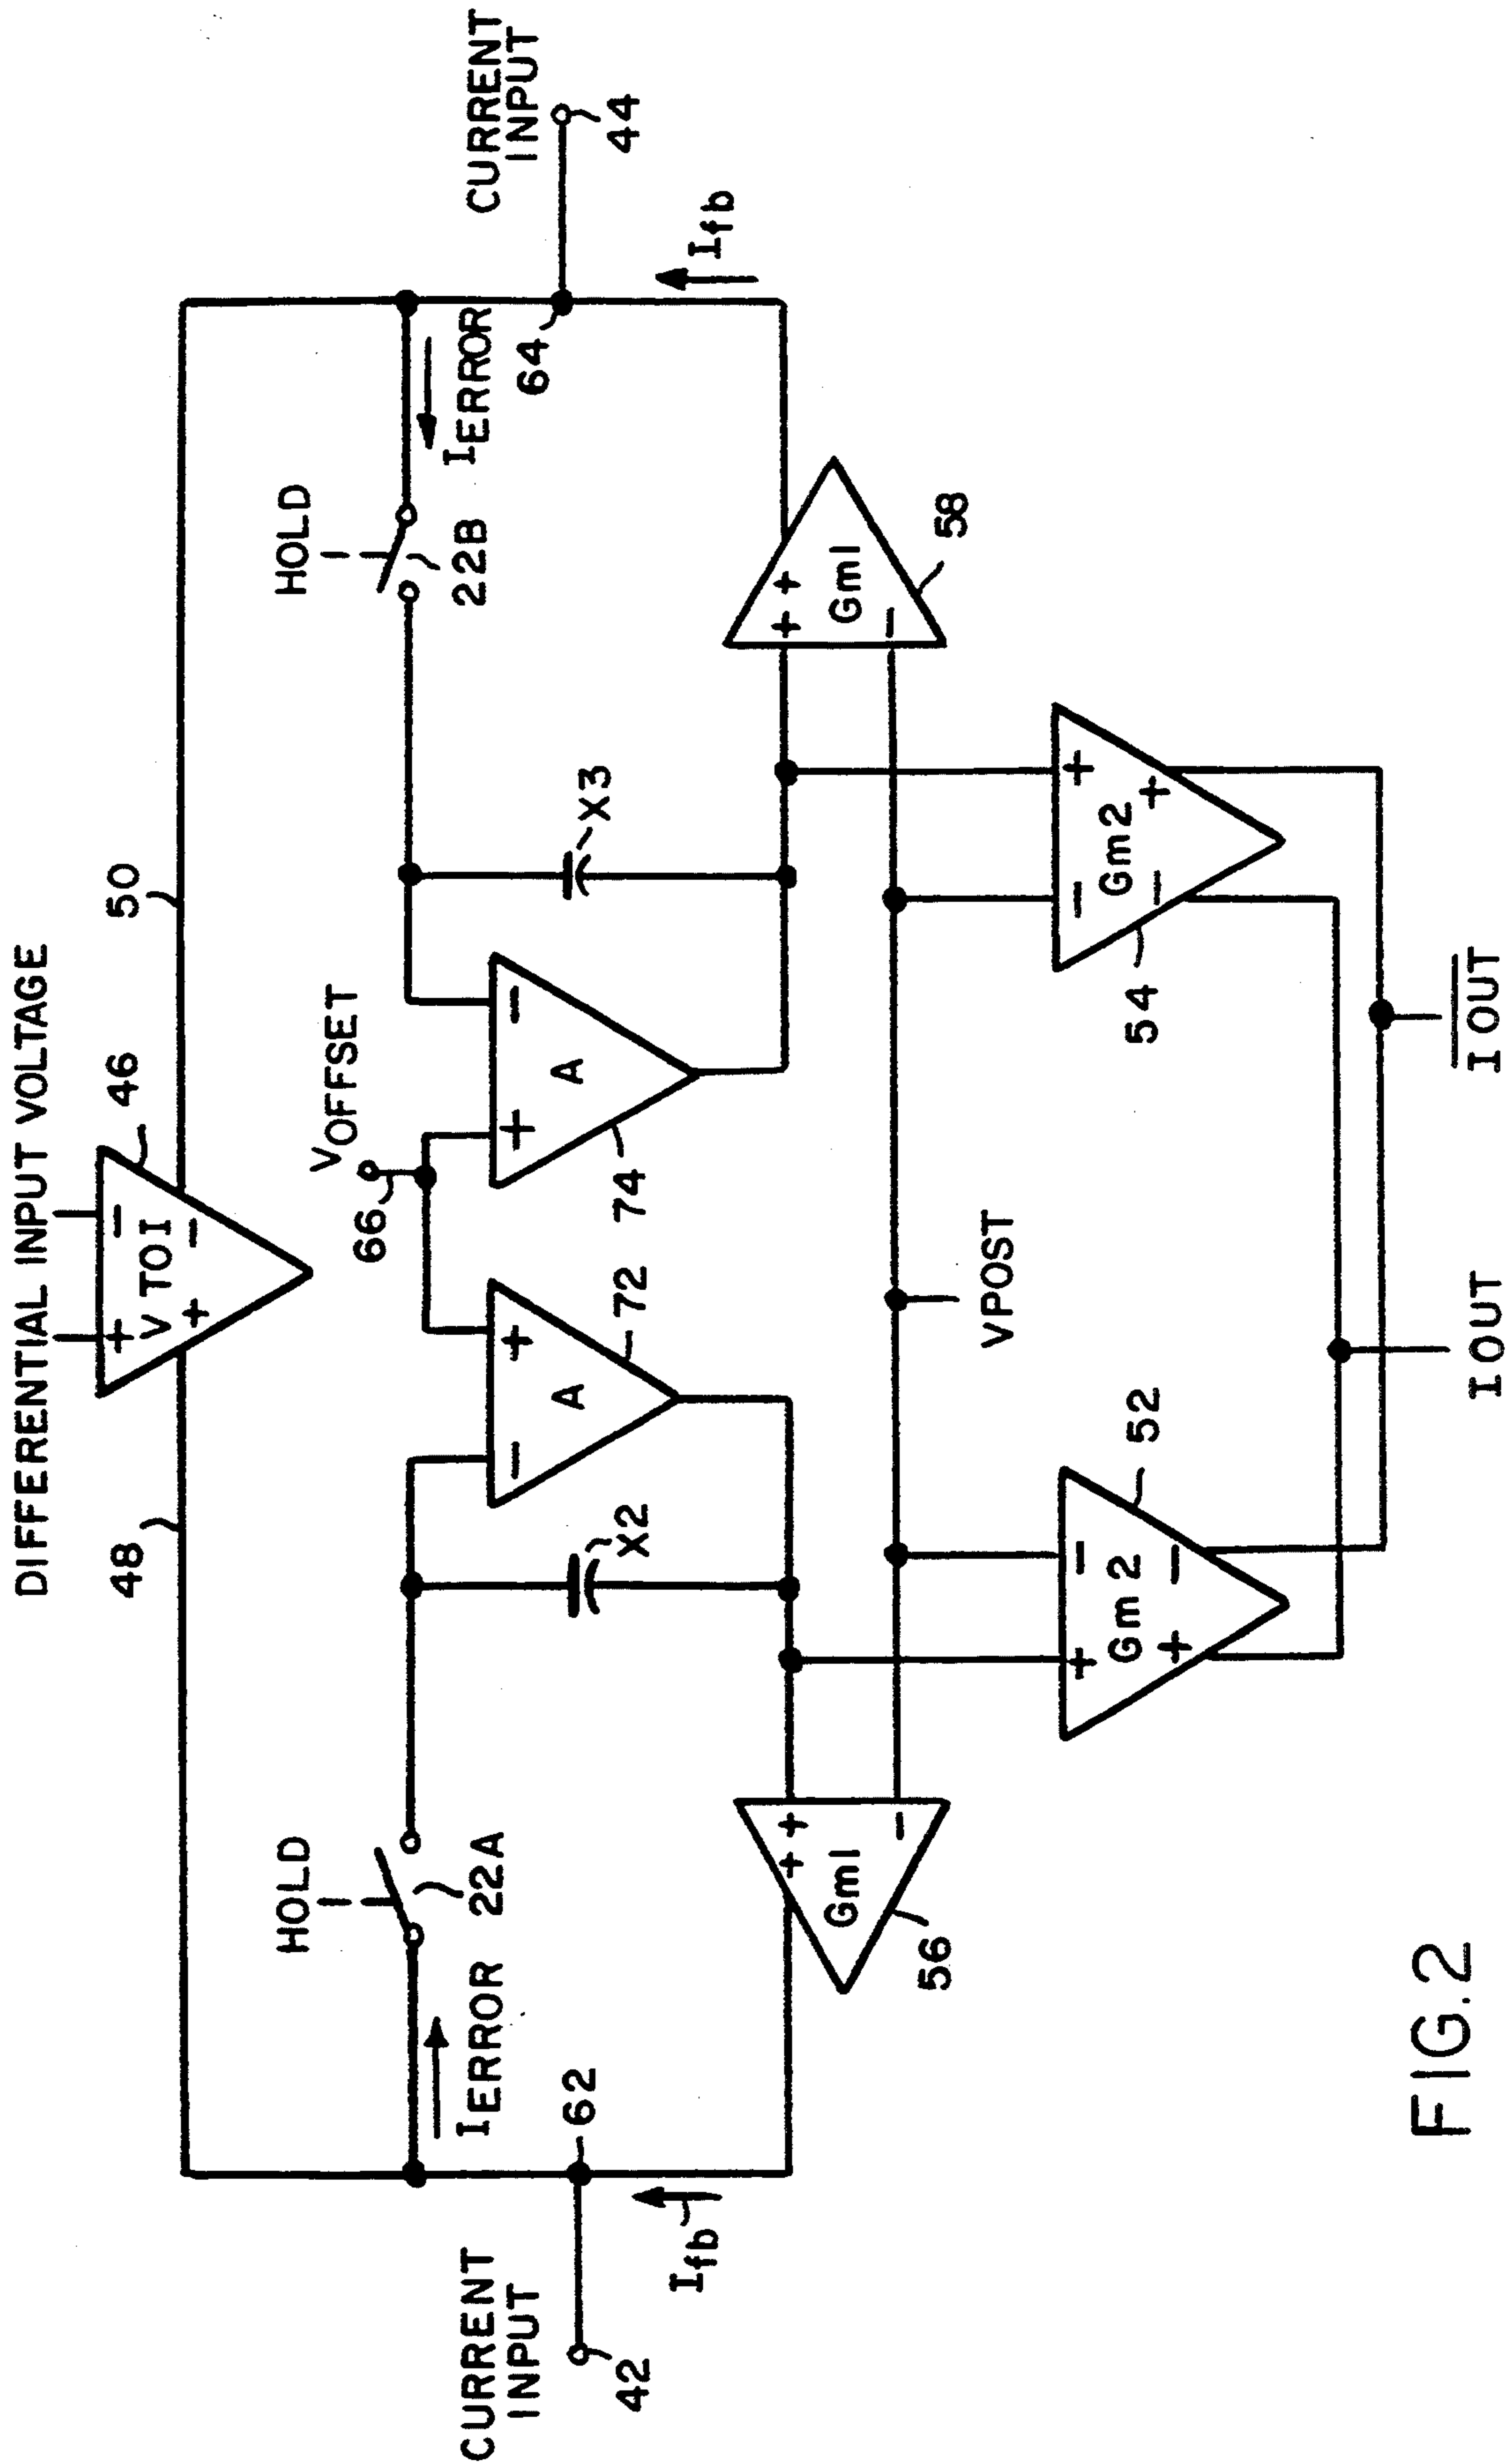 DIFFERENTIAL INPUT VOLTAGE
48
+ −
V TOI
+ −
46
50
HOLD
VOFFSET
HOLD
66
CURRENT
INPUT
42
IERROR
22A
− +
A
72
+ −
A
74
22B
IERROR
CURRENT
INPUT
44
62
X2
X3
64
Ifb
Ifb
+ +
Gm1
−
56
+ +
Gm1
−
58
VPOST
+ −
Gm2
+ −
52
− +
Gm2
− +
54
IOUT
IOUT
FIG.2